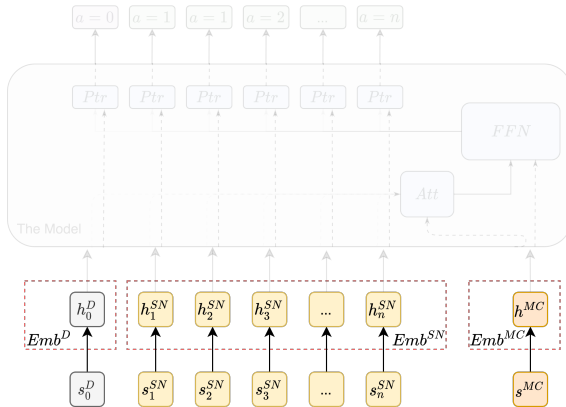 a = 0 a = 1 a = 1 a = 2 ... a = n
Ptr Ptr Ptr Ptr Ptr Ptr
FFN
Att
The Model
h_0^D h_1^{SN} h_2^{SN} h_3^{SN} ... h_n^{SN} h^{MC}
Emb^D Emb^{SN} Emb^{MC}
s_0^D s_1^{SN} s_2^{SN} s_3^{SN} ... s_n^{SN} s^{MC}